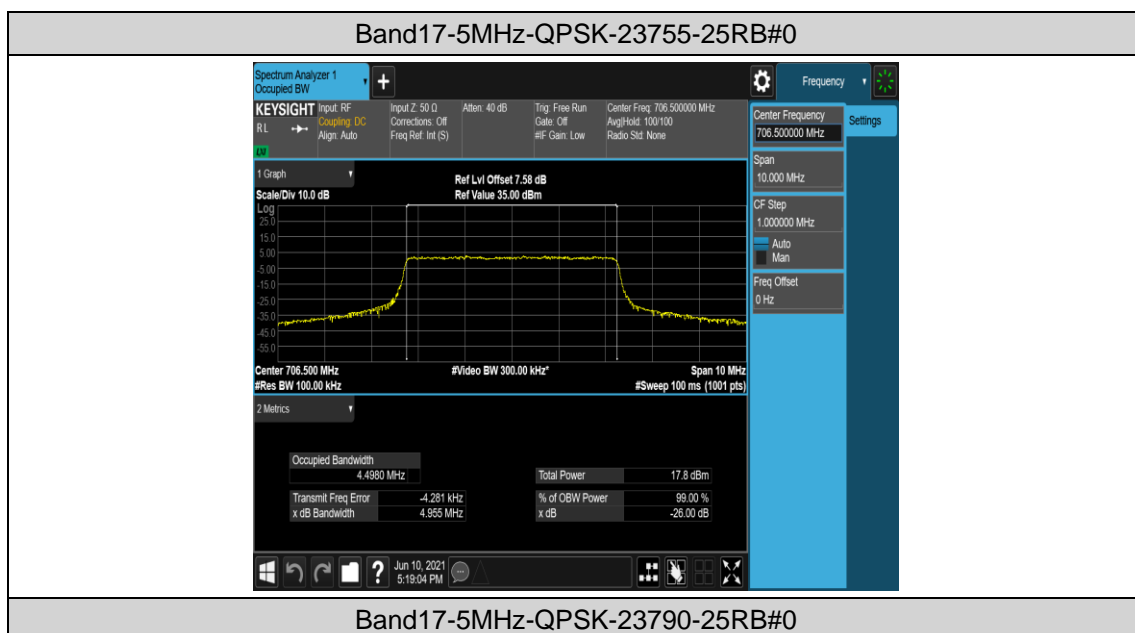 Band17-5MHz-QPSK-23755-25RB#0
Spectrum Analyzer 1
Occupied BW
+
Frequency
KEYSIGHT
RL
Input: RF
Coupling: DC
Align: Auto
Input Z: 50 Ω
Corrections: Off
Freq Ref: Int (S)
Atten: 40 dB
Trig: Free Run
Gate: Off
#IF Gain: Low
Center Freq: 706.500000 MHz
Avg|Hold: 100/100
Radio Std: None
Center Frequency
706.500000 MHz
Settings
Span
10.000 MHz
CF Step
1.000000 MHz
Auto
Man
Freq Offset
0 Hz
1 Graph
Ref Lvl Offset 7.58 dB
Scale/Div 10.0 dB
Ref Value 35.00 dBm
Log
25.0
15.0
5.00
-5.00
-15.0
-25.0
-35.0
-45.0
-55.0
Center 706.500 MHz
#Video BW 300.00 kHz*
Span 10 MHz
#Res BW 100.00 kHz
#Sweep 100 ms (1001 pts)
2 Metrics
Occupied Bandwidth
4.4980 MHz
Total Power 17.8 dBm
Transmit Freq Error -4.281 kHz
% of OBW Power 99.00 %
x dB Bandwidth 4.955 MHz
x dB -26.00 dB
?
Jun 10, 2021
5:19:04 PM
Band17-5MHz-QPSK-23790-25RB#0